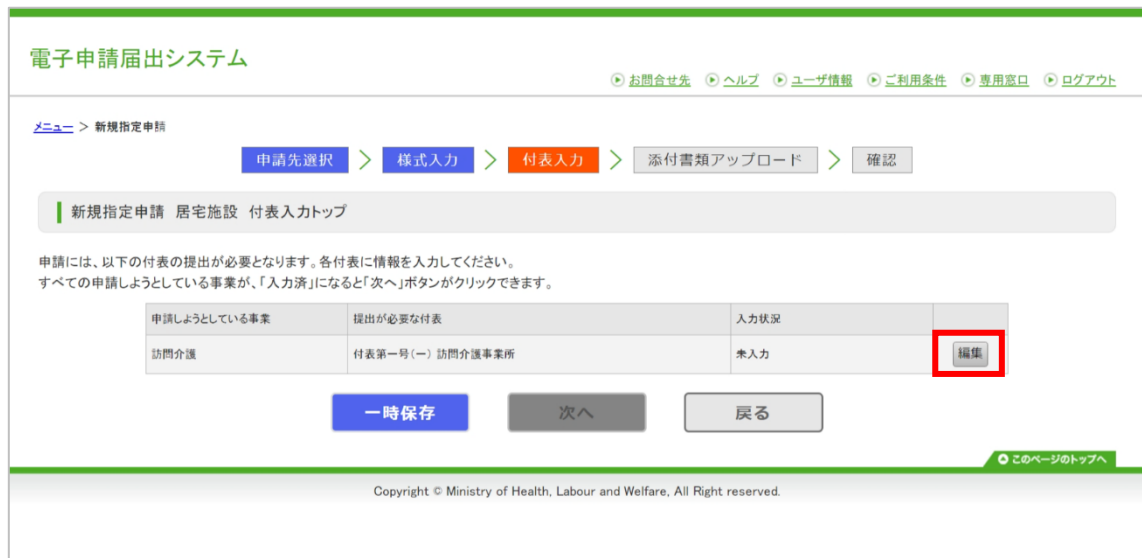 電子申請届出システム
お問合せ先 ヘルプ ユーザ情報 ご利用条件 専用窓口 ログアウト
メニュー > 新規指定申請
申請先選択 > 様式入力 > 付表入力 > 添付書類アップロード > 確認
新規指定申請 居宅施設 付表入力トップ
申請には、以下の付表の提出が必要となります。各付表に情報を入力してください。
すべての申請しようとしている事業が、「入力済」になると「次へ」ボタンがクリックできます。
申請しようとしている事業 提出が必要な付表 入力状況
訪問介護 付表第一号(一) 訪問介護事業所 未入力 編集
一時保存 次へ 戻る
このページのトップへ
Copyright © Ministry of Health, Labour and Welfare, All Right reserved.